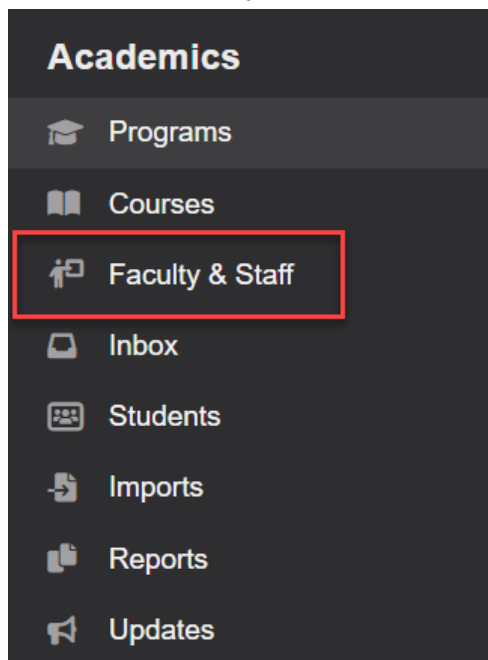 Academics
Programs
Courses
Faculty & Staff
Inbox
Students
Imports
Reports
Updates